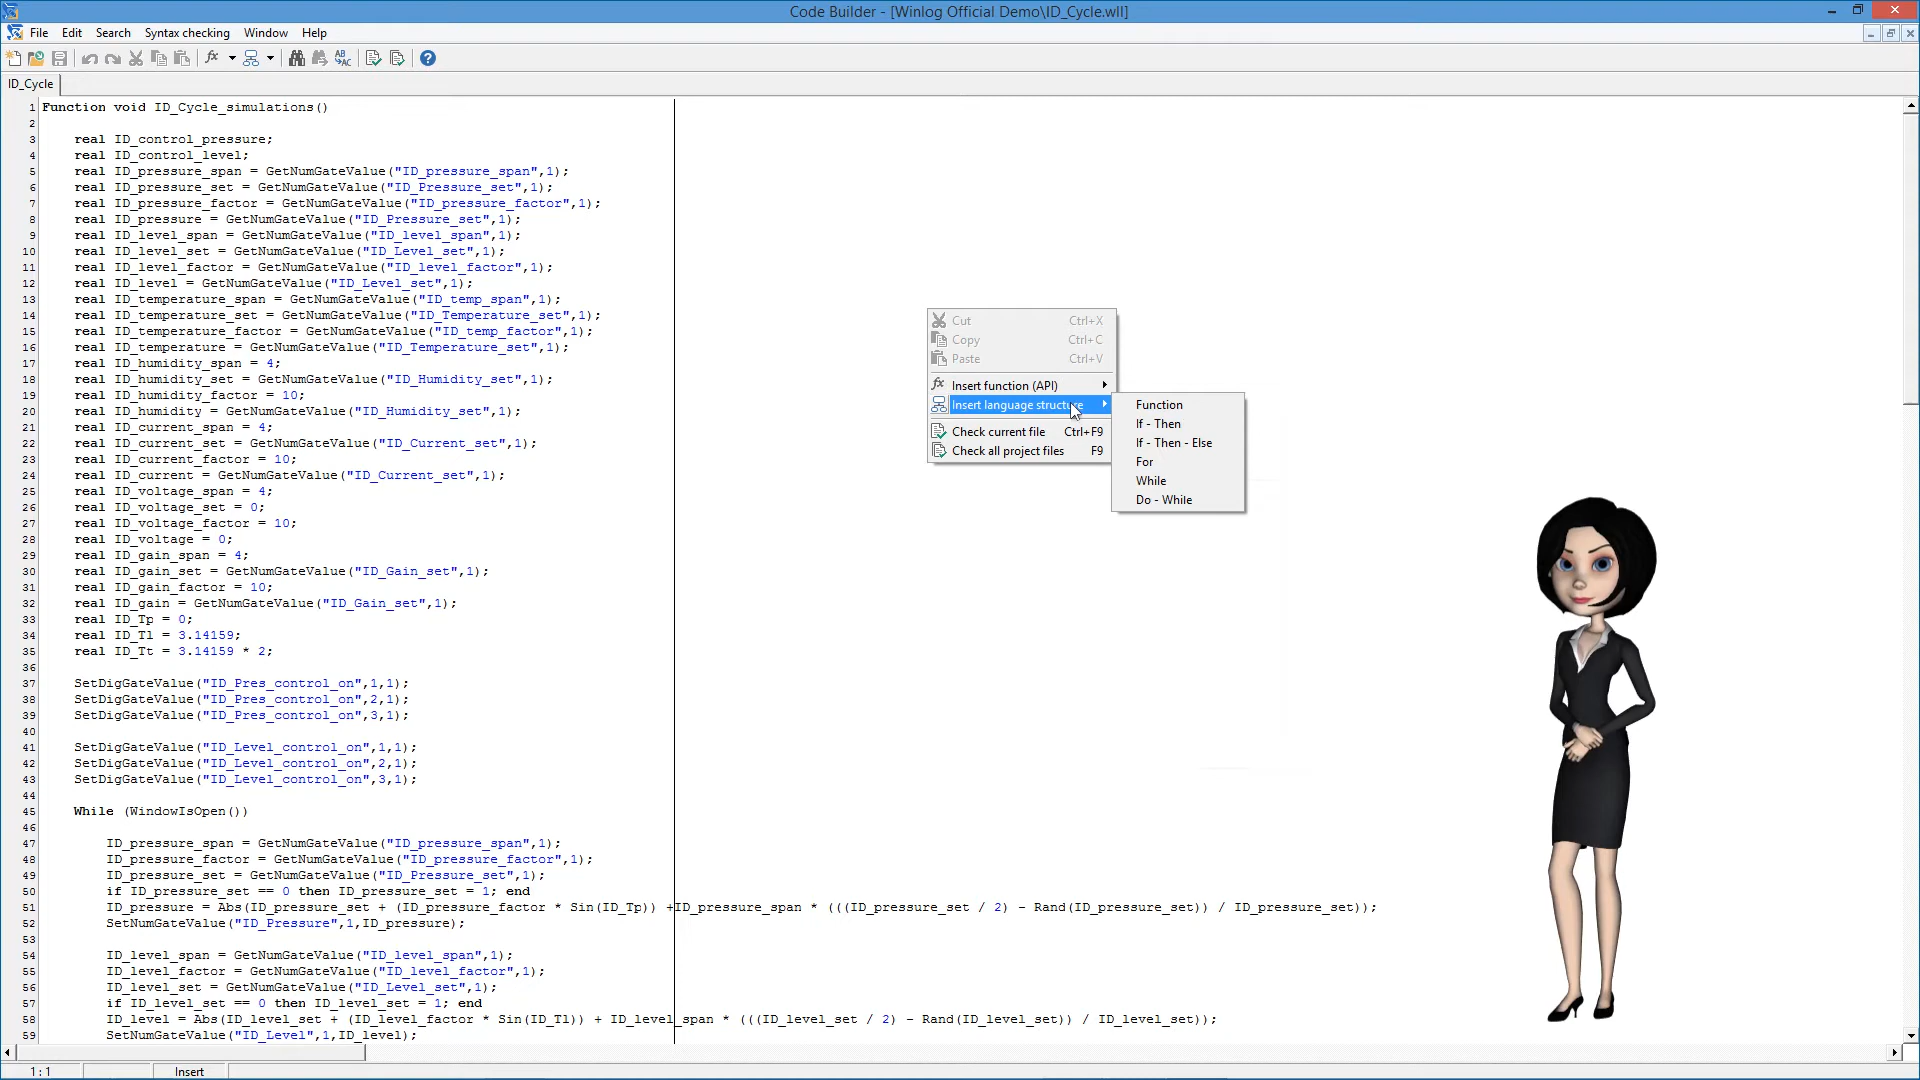 Code Builder - [Winlog Official Demo\ID_Cycle.wll]
File Edit Search Syntax checking Window Help
ID_Cycle
1 Function void ID_Cycle_simulations()
2
3 real ID_control_pressure;
4 real ID_control_level;
5 real ID_pressure_span = GetNumGateValue("ID_pressure_span",1);
6 real ID_pressure_set = GetNumGateValue("ID_Pressure_set",1);
7 real ID_pressure_factor = GetNumGateValue("ID_pressure_factor",1);
8 real ID_pressure = GetNumGateValue("ID_Pressure_set",1);
9 real ID_level_span = GetNumGateValue("ID_level_span",1);
10 real ID_level_set = GetNumGateValue("ID_Level_set",1);
11 real ID_level_factor = GetNumGateValue("ID_level_factor",1);
12 real ID_level = GetNumGateValue("ID_Level_set",1);
13 real ID_temperature_span = GetNumGateValue("ID_temp_span",1);
14 real ID_temperature_set = GetNumGateValue("ID_Temperature_set",1);
15 real ID_temperature_factor = GetNumGateValue("ID_temp_factor",1);
16 real ID_temperature = GetNumGateValue("ID_Temperature_set",1);
17 real ID_humidity_span = 4;
18 real ID_humidity_set = GetNumGateValue("ID_Humidity_set",1);
19 real ID_humidity_factor = 10;
20 real ID_humidity = GetNumGateValue("ID_Humidity_set",1);
21 real ID_current_span = 4;
22 real ID_current_set = GetNumGateValue("ID_Current_set",1);
23 real ID_current_factor = 10;
24 real ID_current = GetNumGateValue("ID_Current_set",1);
25 real ID_voltage_span = 4;
26 real ID_voltage_set = 0;
27 real ID_voltage_factor = 10;
28 real ID_voltage = 0;
29 real ID_gain_span = 4;
30 real ID_gain_set = GetNumGateValue("ID_Gain_set",1);
31 real ID_gain_factor = 10;
32 real ID_gain = GetNumGateValue("ID_Gain_set",1);
33 real ID_Tp = 0;
34 real ID_Tl = 3.14159;
35 real ID_Tt = 3.14159 * 2;
36
37 SetDigGateValue("ID_Pres_control_on",1,1);
38 SetDigGateValue("ID_Pres_control_on",2,1);
39 SetDigGateValue("ID_Pres_control_on",3,1);
40
41 SetDigGateValue("ID_Level_control_on",1,1);
42 SetDigGateValue("ID_Level_control_on",2,1);
43 SetDigGateValue("ID_Level_control_on",3,1);
44
45 While (WindowIsOpen())
46
47 ID_pressure_span = GetNumGateValue("ID_pressure_span",1);
48 ID_pressure_factor = GetNumGateValue("ID_pressure_factor",1);
49 ID_pressure_set = GetNumGateValue("ID_Pressure_set",1);
50 if ID_pressure_set == 0 then ID_pressure_set = 1; end
51 ID_pressure = Abs(ID_pressure_set + (ID_pressure_factor * Sin(ID_Tp)) +ID_pressure_span * (((ID_pressure_set / 2) - Rand(ID_pressure_set)) / ID_pressure_set));
52 SetNumGateValue("ID_Pressure",1,ID_pressure);
53
54 ID_level_span = GetNumGateValue("ID_level_span",1);
55 ID_level_factor = GetNumGateValue("ID_level_factor",1);
56 ID_level_set = GetNumGateValue("ID_Level_set",1);
57 if ID_level_set == 0 then ID_level_set = 1; end
58 ID_level = Abs(ID_level_set + (ID_level_factor * Sin(ID_Tl)) + ID_level_span * (((ID_level_set / 2) - Rand(ID_level_set)) / ID_level_set));
59 SetNumGateValue("ID_Level",1,ID_level);
Cut Ctrl+X
Copy Ctrl+C
Paste Ctrl+V
Insert function (API)
Insert language structure
Check current file Ctrl+F9
Check all project files F9
Function
If - Then
If - Then - Else
For
While
Do - While
1 : 1 Insert